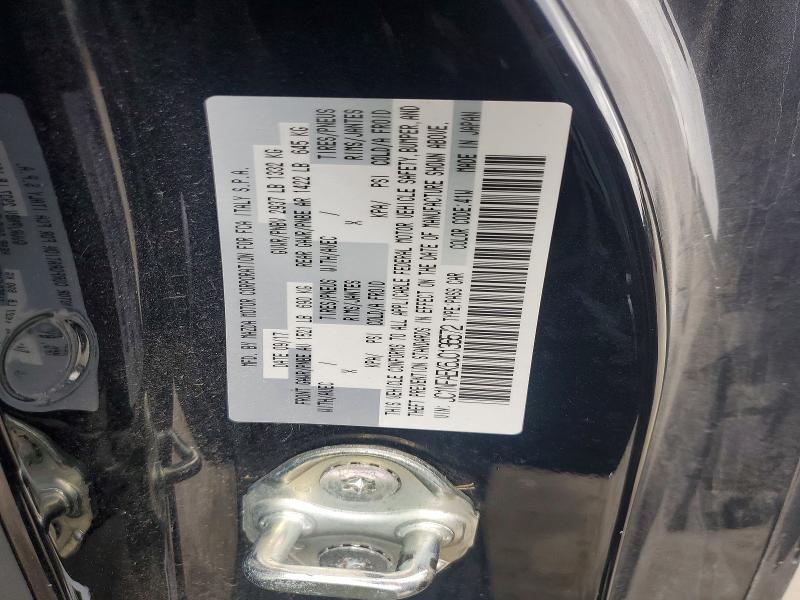 MFD. BY MAZDA MOTOR CORPORATION FOR FCA ITALY S.P.A.
DATE 09/17 GVWR/PNBV 2937 LB 1332 KG
FRONT GAWR/PNBE AV 1521 LB 690 KG REAR GAWR/PNBE AR 1422 LB 645 KG
WITH/AVEC / TIRES/PNEUS WITH/AVEC / TIRES/PNEUS
X RIMS/JANTES X RIMS/JANTES
KPA/ PSI COLD/A FROID KPA/ PSI COLD/A FROID
THIS VEHICLE CONFORMS TO ALL APPLICABLE FEDERAL MOTOR VEHICLE SAFETY, BUMPER, AND
THEFT PREVENTION STANDARDS IN EFFECT ON THE DATE OF MANUFACTURE SHOWN ABOVE.
VIN: TYPE:PASS CAR COLOR CODE:41W MADE IN JAPAN